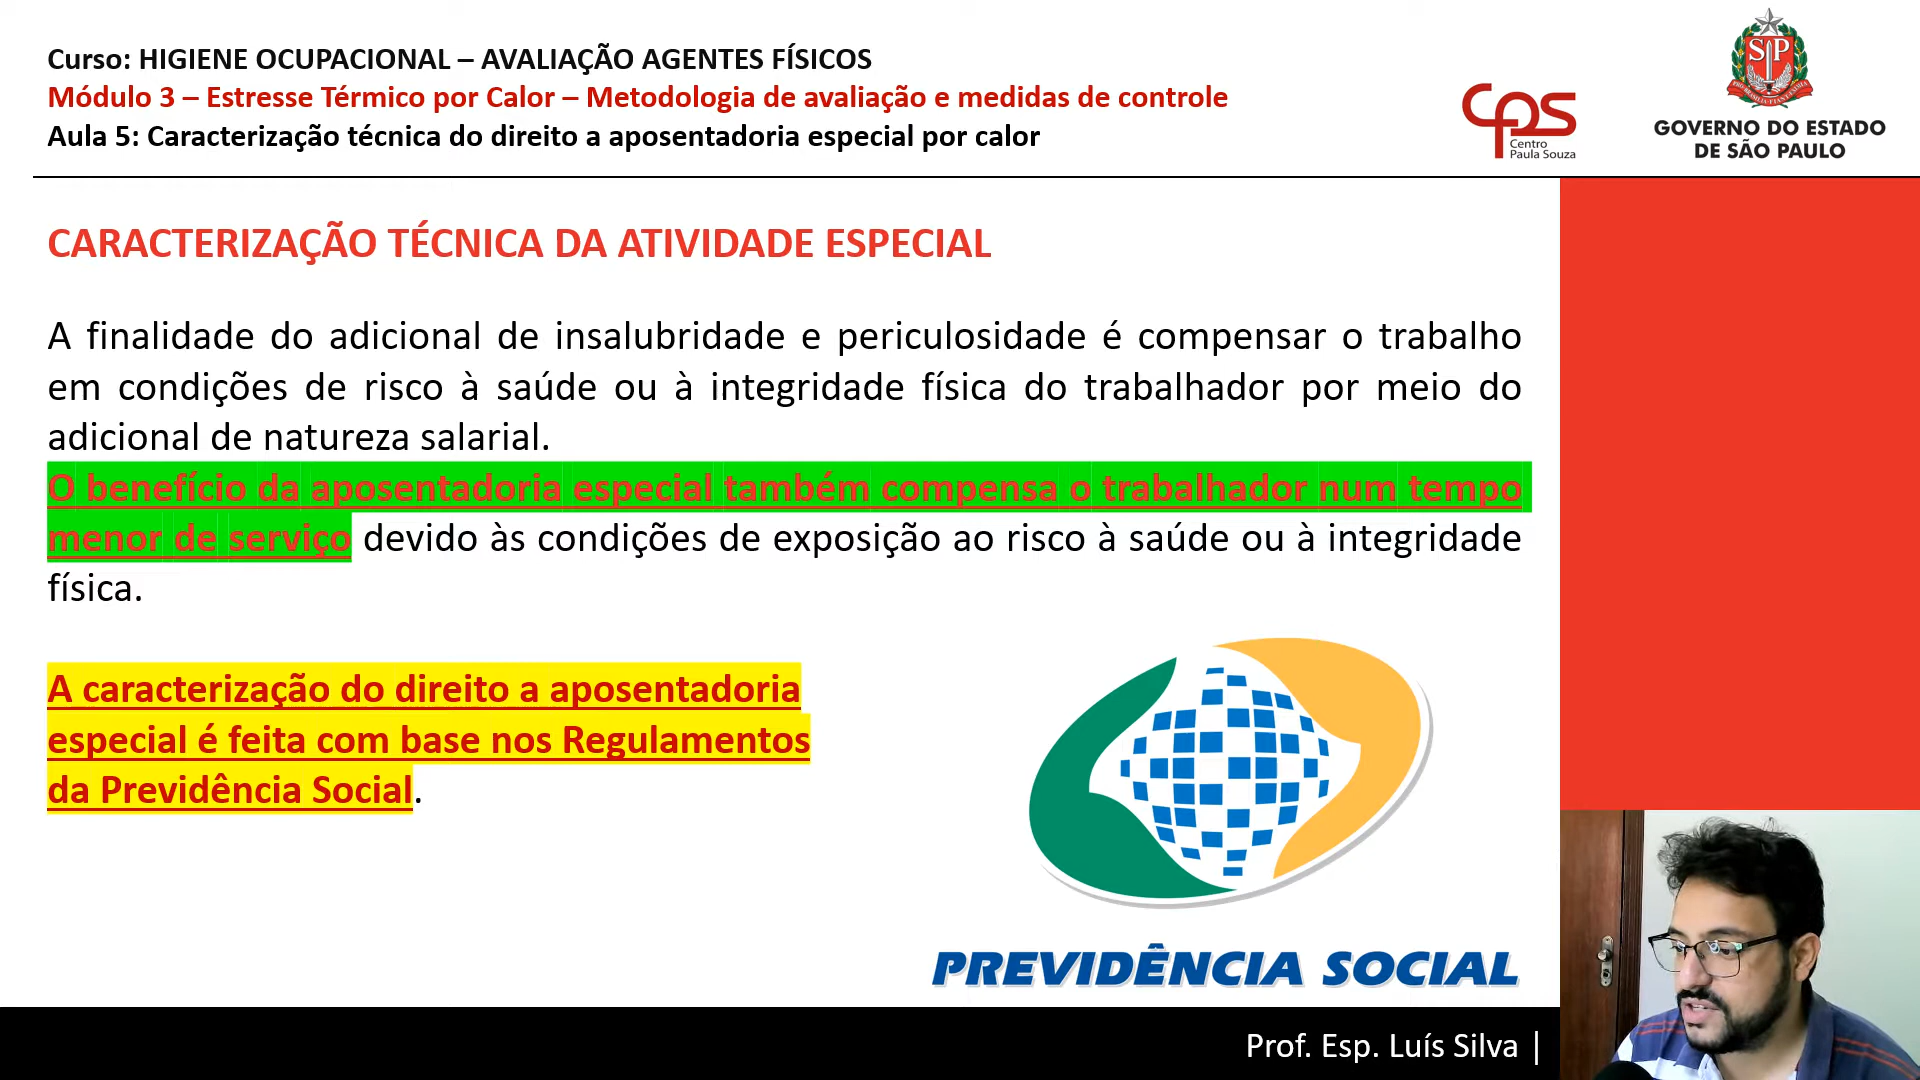 Curso: HIGIENE OCUPACIONAL – AVALIAÇÃO AGENTES FÍSICOS
Módulo 3 – Estresse Térmico por Calor – Metodologia de avaliação e medidas de controle
Aula 5: Caracterização técnica do direito a aposentadoria especial por calor
cps
Centro
Paula Souza
SP
GOVERNO DO ESTADO
DE SÃO PAULO
CARACTERIZAÇÃO TÉCNICA DA ATIVIDADE ESPECIAL
A finalidade do adicional de insalubridade e periculosidade é compensar o trabalho
em condições de risco à saúde ou à integridade física do trabalhador por meio do
adicional de natureza salarial.
O benefício da aposentadoria especial também compensa o trabalhador num tempo
menor de serviço devido às condições de exposição ao risco à saúde ou à integridade
física.
A caracterização do direito a aposentadoria
especial é feita com base nos Regulamentos
da Previdência Social.
PREVIDÊNCIA SOCIAL
Prof. Esp. Luís Silva |